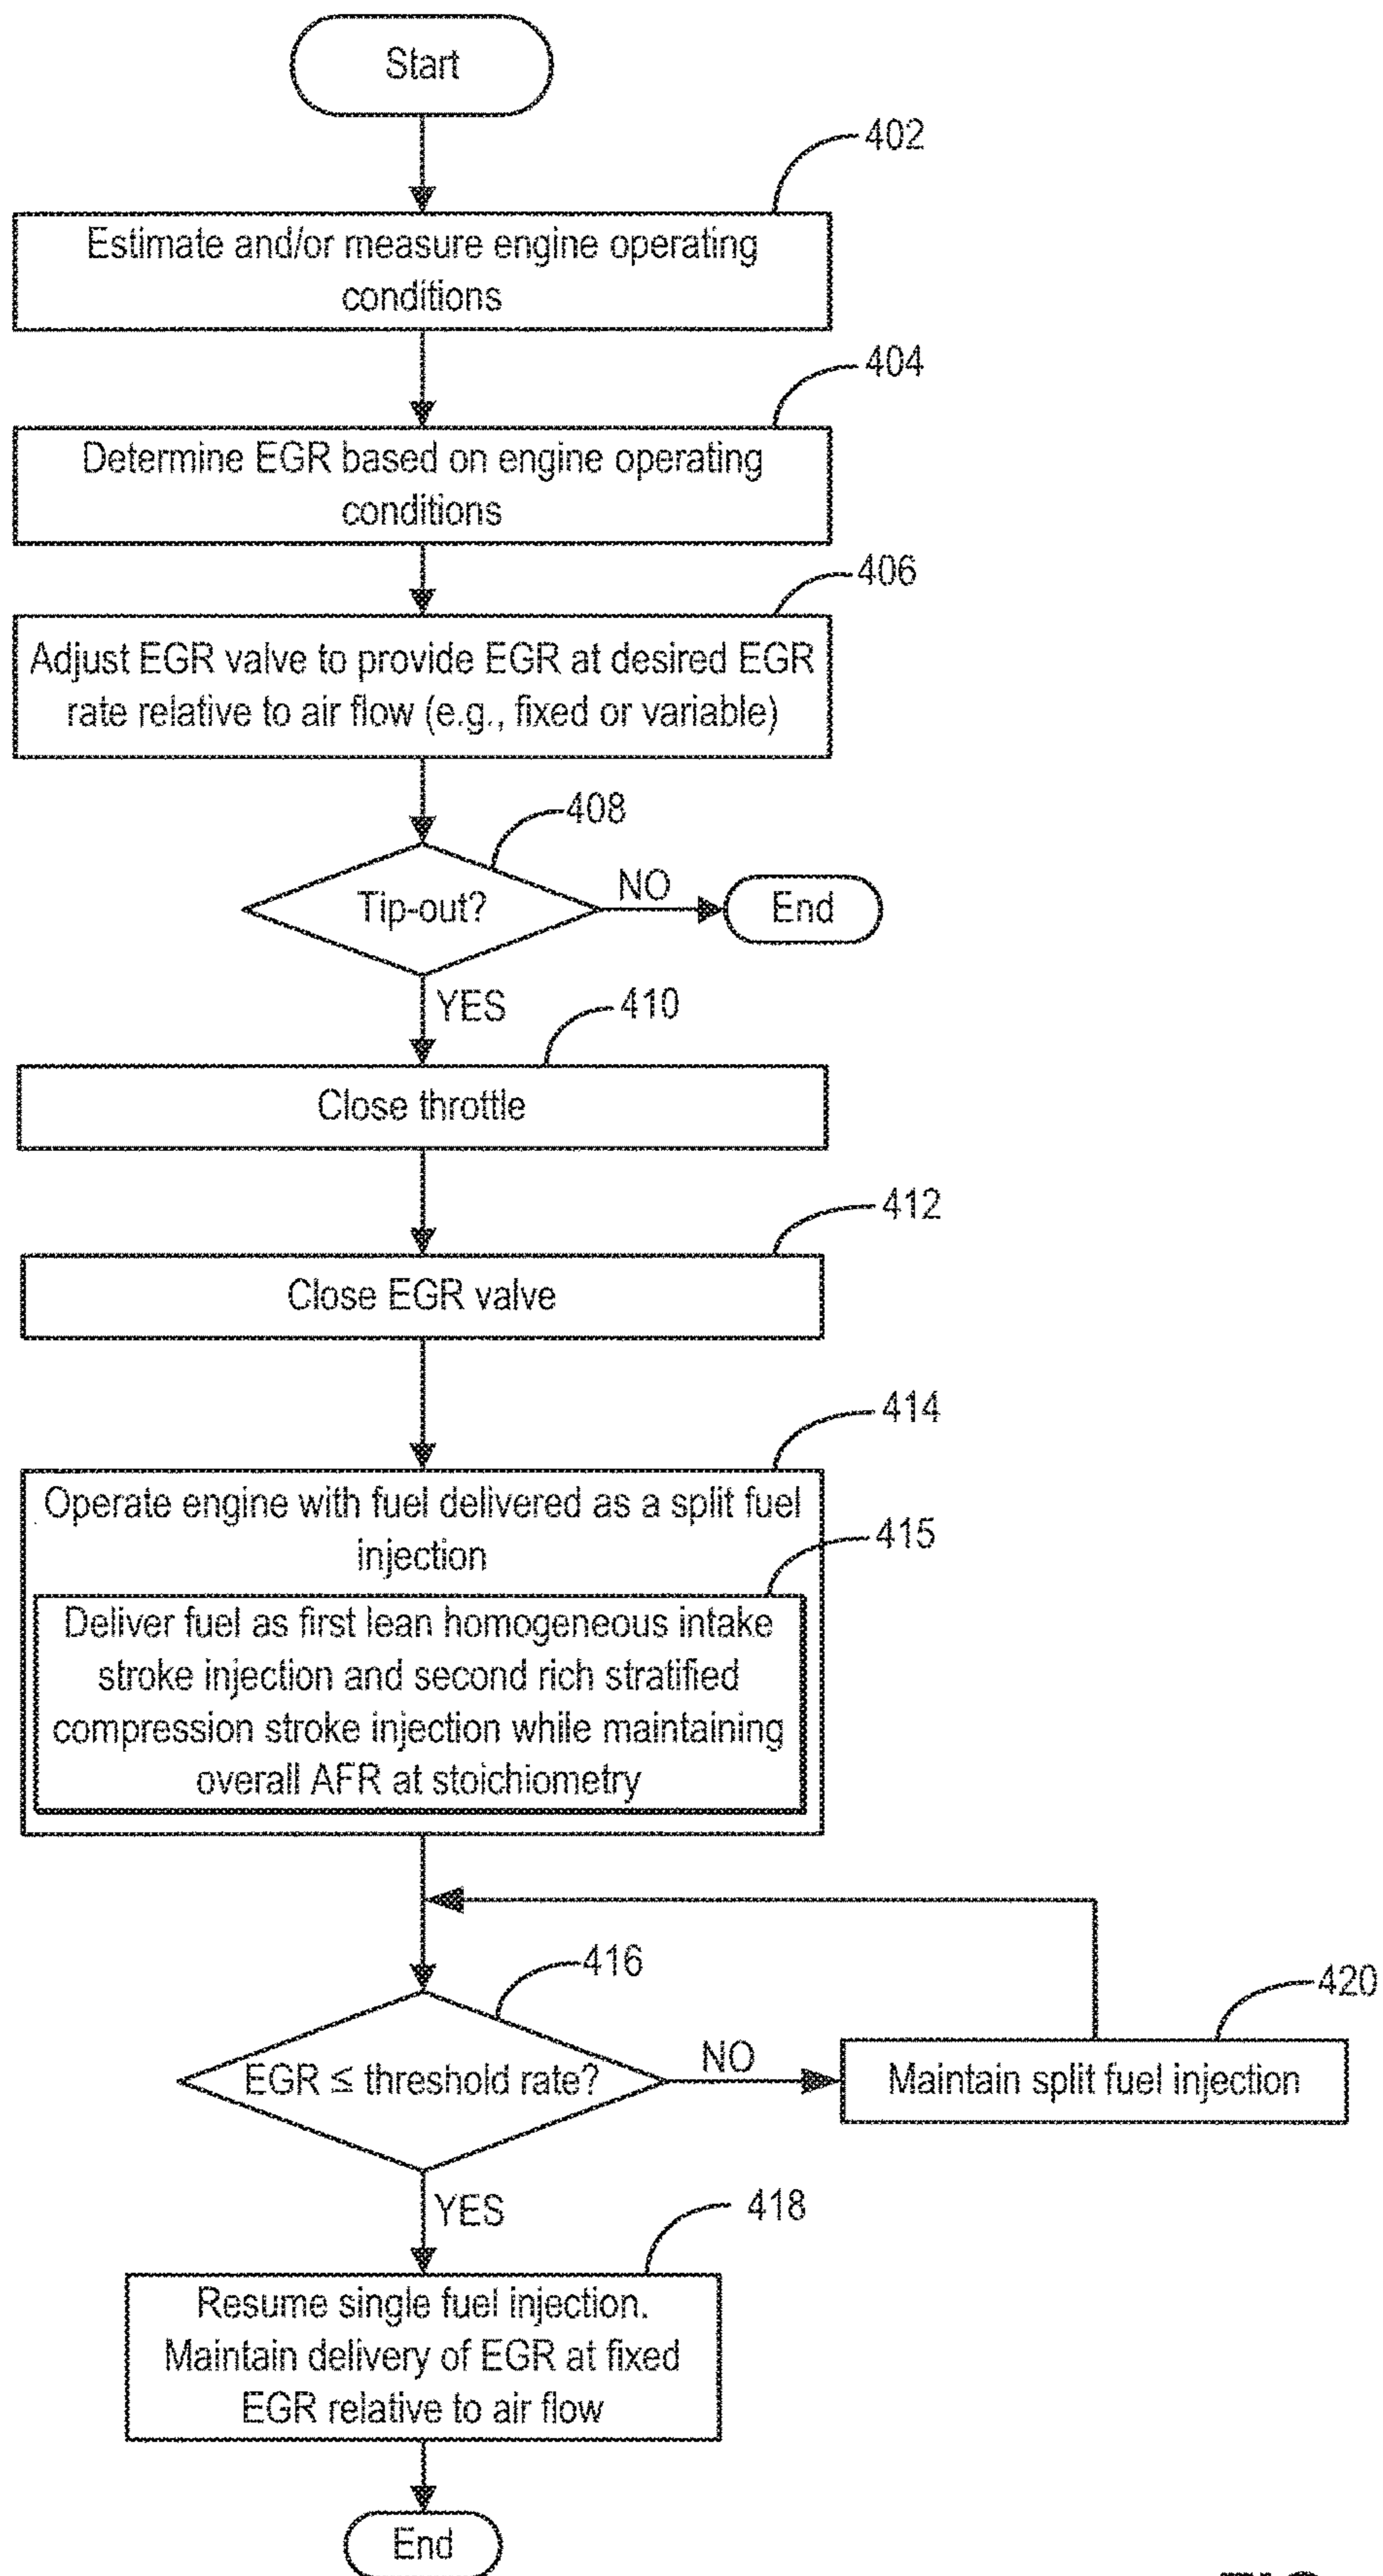 Start
402
Estimate and/or measure engine operating
conditions
404
Determine EGR based on engine operating
conditions
406
Adjust EGR valve to provide EGR at desired EGR
rate relative to air flow (e.g., fixed or variable)
408
Tip-out?
NO
End
YES
410
Close throttle
412
Close EGR valve
414
Operate engine with fuel delivered as a split fuel
injection
415
Deliver fuel as first lean homogeneous intake
stroke injection and second rich stratified
compression stroke injection while maintaining
overall AFR at stoichiometry
416
EGR ≤ threshold rate?
NO
420
Maintain split fuel injection
YES
418
Resume single fuel injection.
Maintain delivery of EGR at fixed
EGR relative to air flow
End